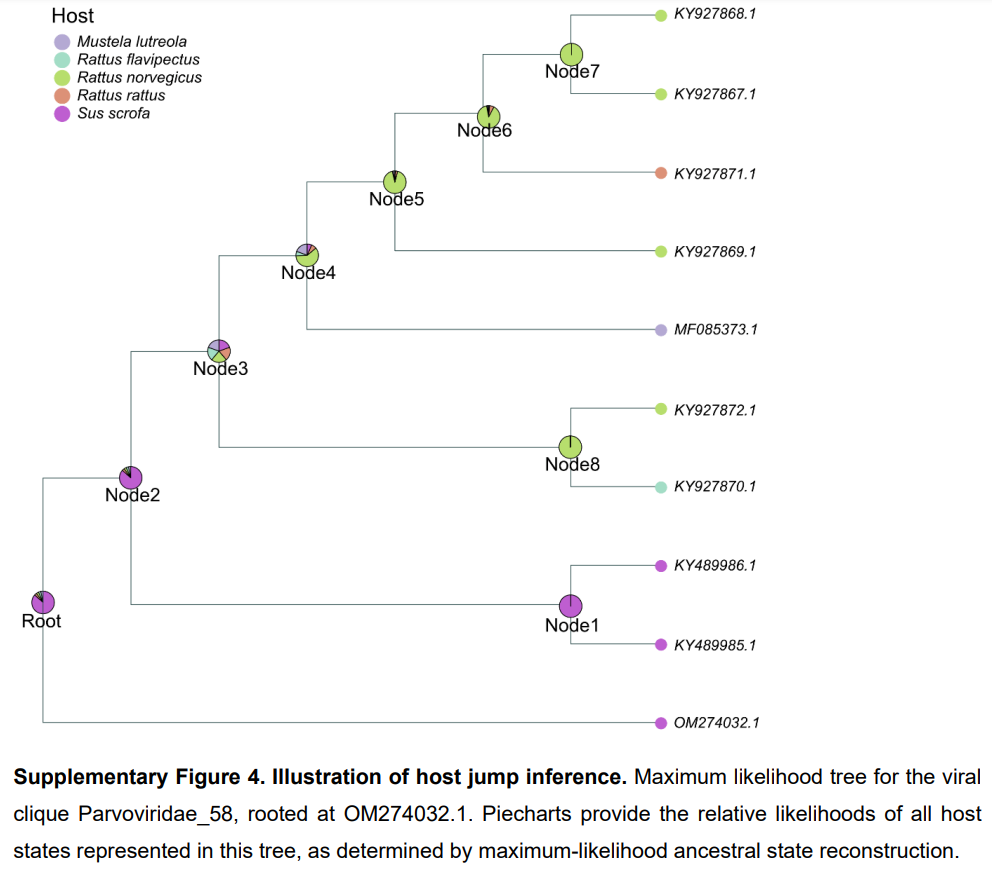 Host
Mustela lutreola
Rattus flavipectus
Rattus norvegicus
Rattus rattus
Sus scrofa
KY927868.1
Node7
KY927867.1
Node6
KY927871.1
Node5
KY927869.1
Node4
MF085373.1
Node3
KY927872.1
Node8
KY927870.1
Node2
KY489986.1
Root
Node1
KY489985.1
OM274032.1
Supplementary Figure 4. Illustration of host jump inference. Maximum likelihood tree for the viral
clique Parvoviridae_58, rooted at OM274032.1. Piecharts provide the relative likelihoods of all host
states represented in this tree, as determined by maximum-likelihood ancestral state reconstruction.